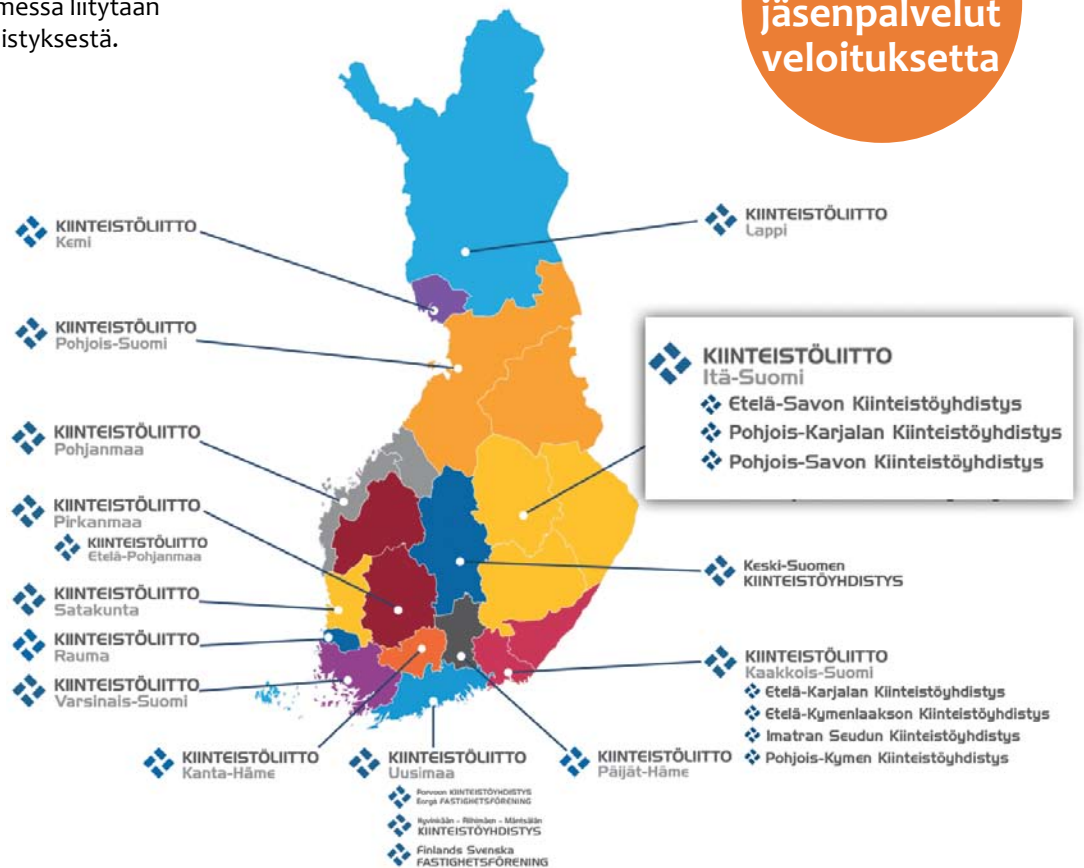 messa liitytään
istyksestä.
jäsenpalvelut
veloituksetta
KIINTEISTÖLIITTO
Kemi
KIINTEISTÖLIITTO
Lappi
KIINTEISTÖLIITTO
Pohjois-Suomi
KIINTEISTÖLIITTO
Itä-Suomi
Etelä-Savon Kiinteistöyhdistys
Pohjois-Karjalan Kiinteistöyhdistys
Pohjois-Savon Kiinteistöyhdistys
KIINTEISTÖLIITTO
Pohjanmaa
KIINTEISTÖLIITTO
Pirkanmaa
KIINTEISTÖLIITTO
Etelä-Pohjanmaa
Keski-Suomen
KIINTEISTÖYHDISTYS
KIINTEISTÖLIITTO
Satakunta
KIINTEISTÖLIITTO
Rauma
KIINTEISTÖLIITTO
Varsinais-Suomi
KIINTEISTÖLIITTO
Kaakkois-Suomi
Etelä-Karjalan Kiinteistöyhdistys
Etelä-Kymenlaakson Kiinteistöyhdistys
Imatran Seudun Kiinteistöyhdistys
Pohjois-Kymen Kiinteistöyhdistys
KIINTEISTÖLIITTO
Kanta-Häme
KIINTEISTÖLIITTO
Uusimaa
Porvoon KIINTEISTÖYHDISTYS
Borgå FASTIGHETSFÖRENING
Hyvinkään - Riihimäen - Mäntsälän
KIINTEISTÖYHDISTYS
Finlands Svenska
FASTIGHETSFÖRENING
KIINTEISTÖLIITTO
Päijät-Häme